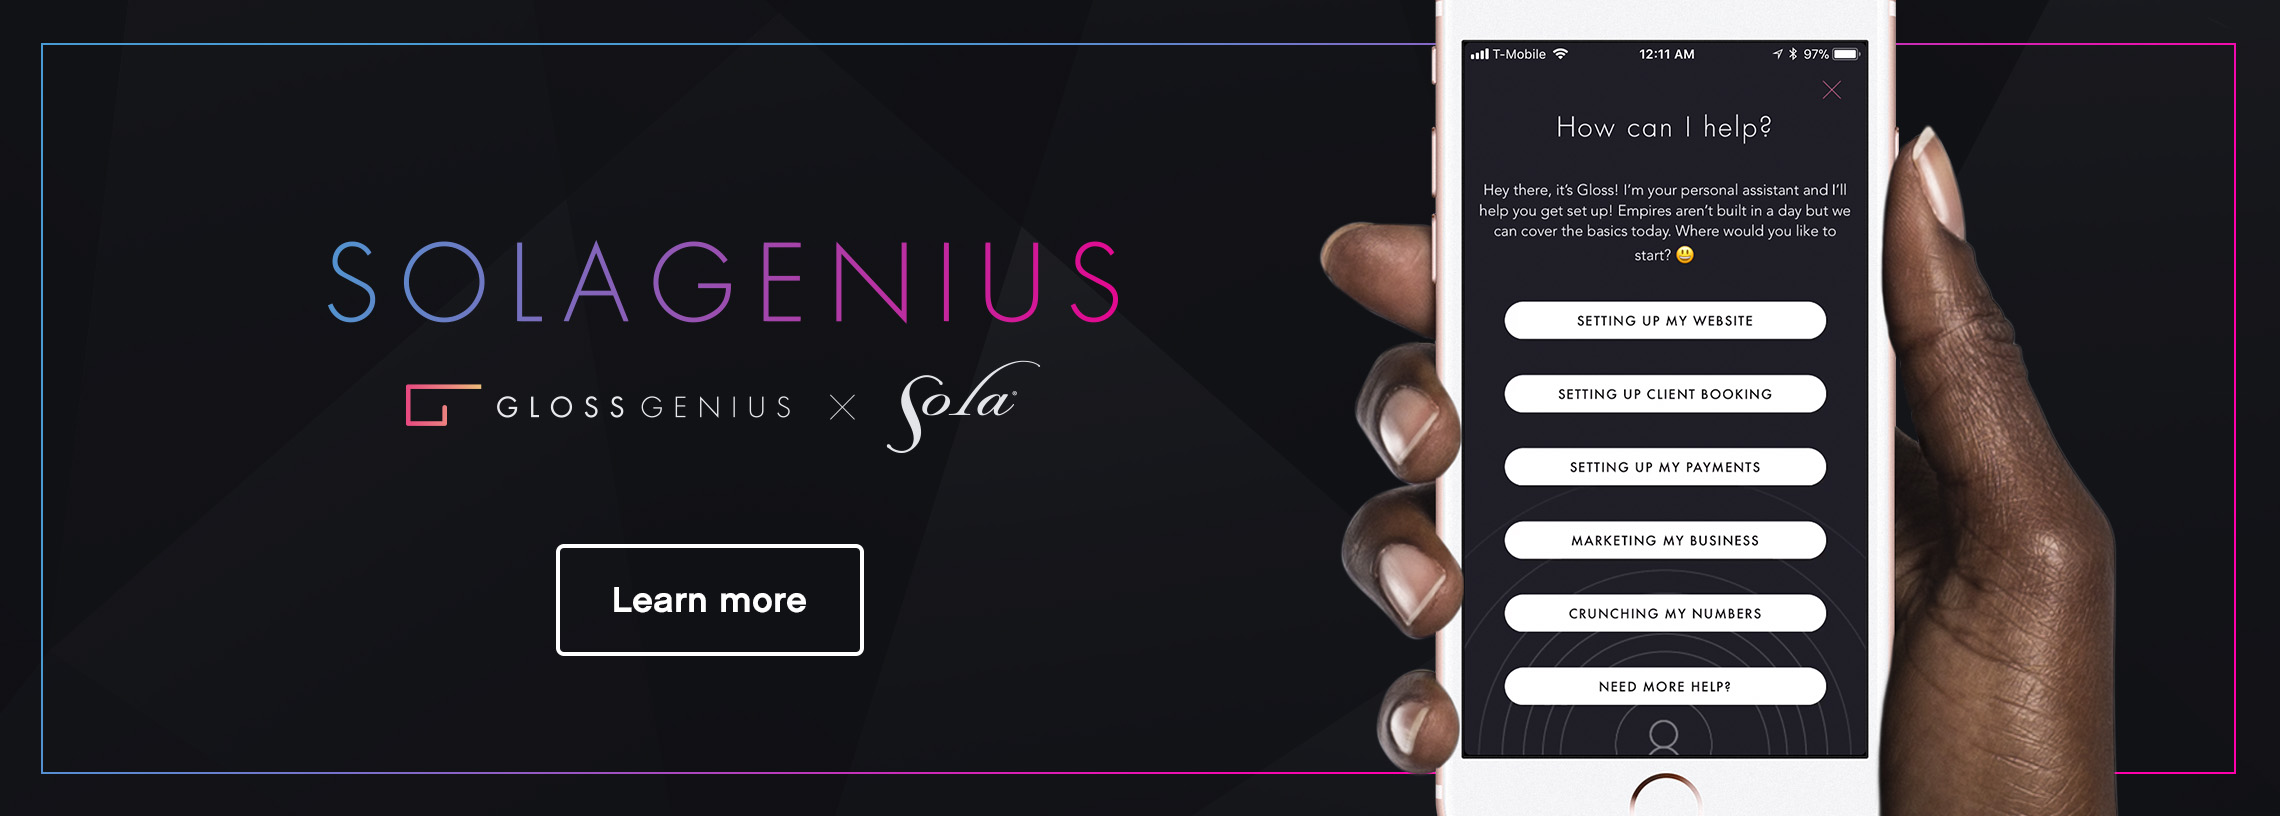 SOLAGENIUS
GLOSSGENIUS × Sola®
Learn more
T-Mobile 12:11 AM 97%
How can I help?
Hey there, it's Gloss! I'm your personal assistant and I'll
help you get set up! Empires aren't built in a day but we
can cover the basics today. Where would you like to
start? 😃
SETTING UP MY WEBSITE
SETTING UP CLIENT BOOKING
SETTING UP MY PAYMENTS
MARKETING MY BUSINESS
CRUNCHING MY NUMBERS
NEED MORE HELP?